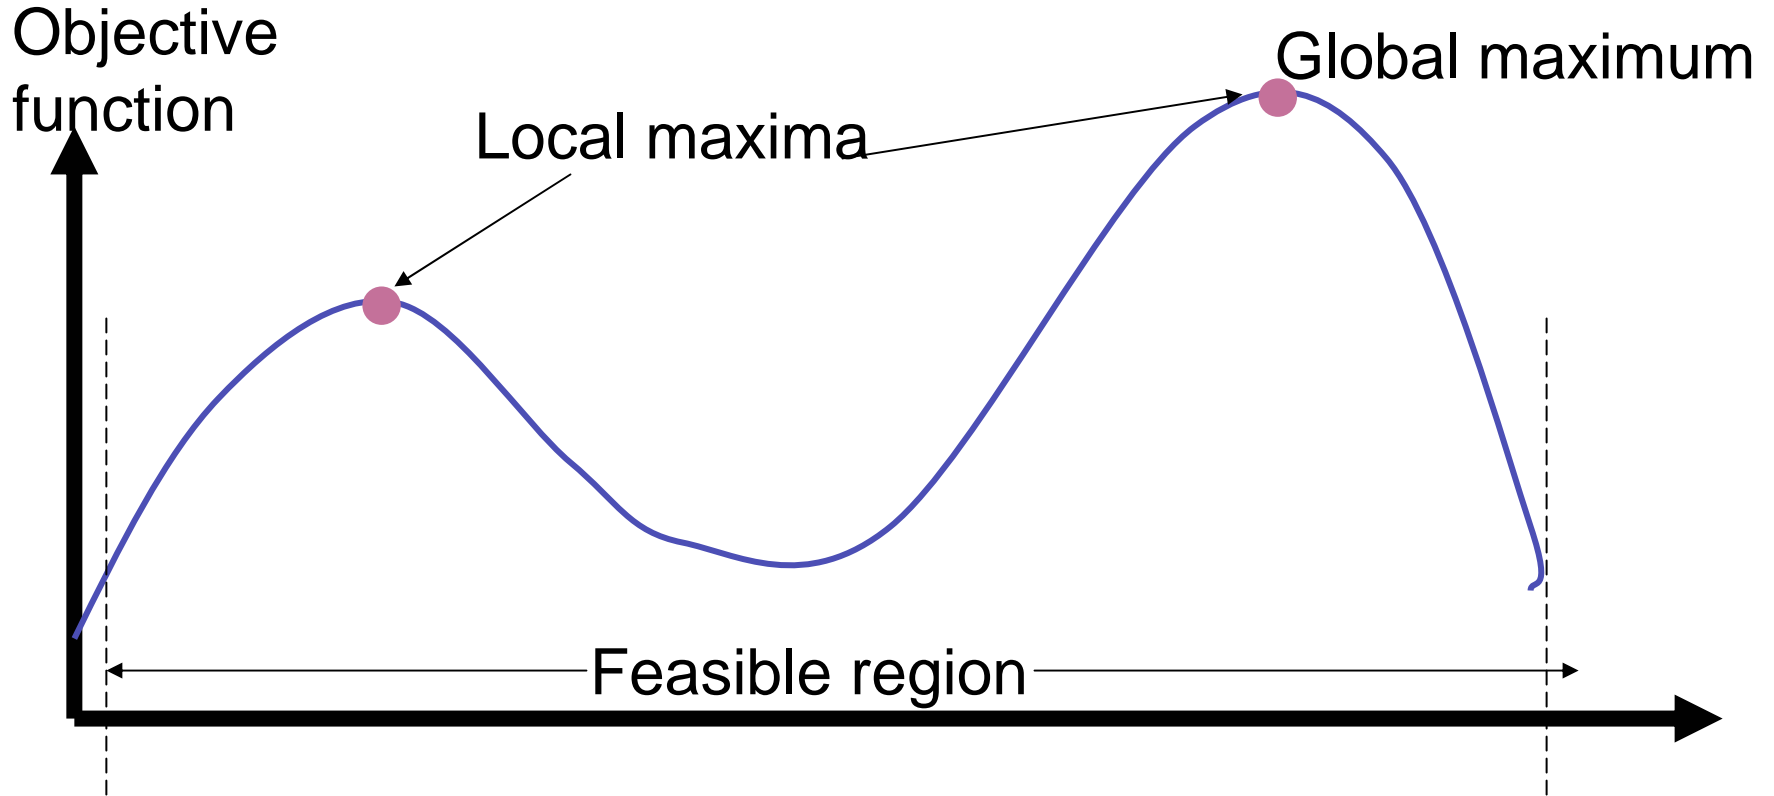 Objective
function
Global maximum
Local maxima
Feasible region